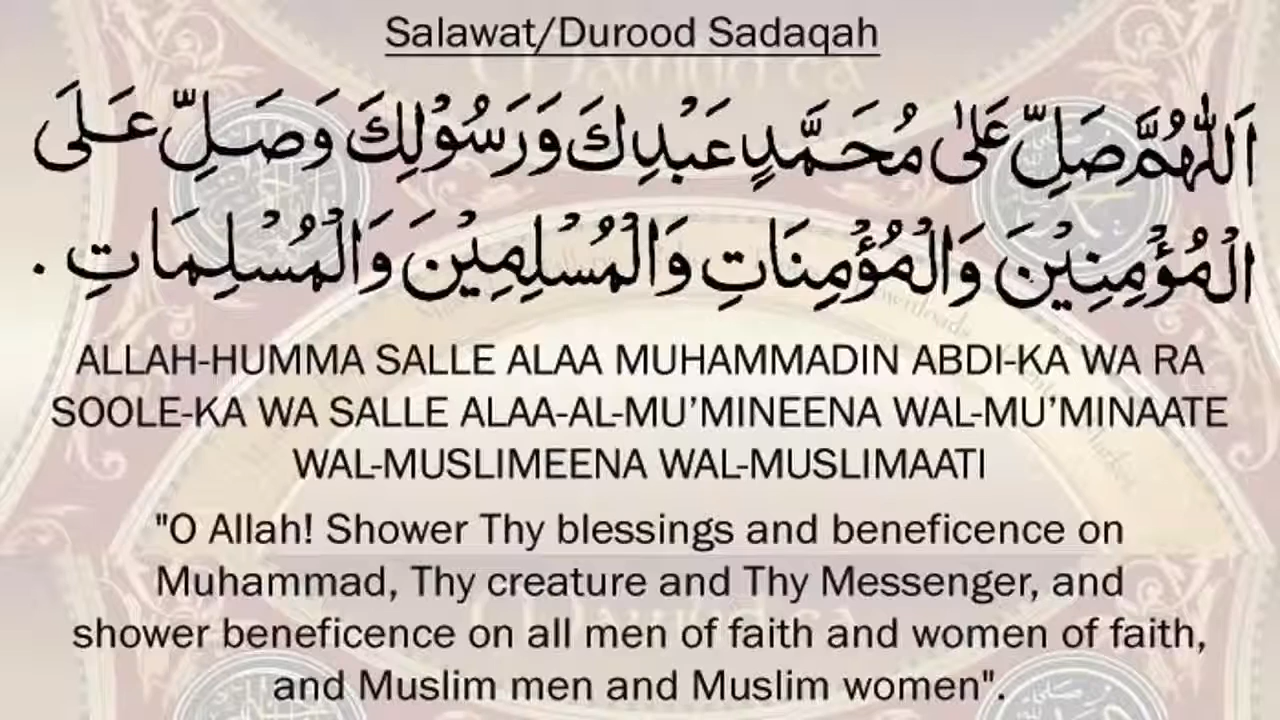 Salawat/Durood Sadaqah
اَللّٰهُمَّ صَلِّ عَلٰى مُحَمَّدٍ عَبْدِكَ وَرَسُوْلِكَ وَصَلِّ عَلَى
الْمُؤْمِنِيْنَ وَالْمُؤْمِنَاتِ وَالْمُسْلِمِيْنَ وَالْمُسْلِمَاتِ .
ALLAH-HUMMA SALLE ALAA MUHAMMADIN ABDI-KA WA RA
SOOLE-KA WA SALLE ALAA-AL-MU’MINEENA WAL-MU’MINAATE
WAL-MUSLIMEENA WAL-MUSLIMAATI
"O Allah! Shower Thy blessings and beneficence on
Muhammad, Thy creature and Thy Messenger, and
shower beneficence on all men of faith and women of faith,
and Muslim men and Muslim women".